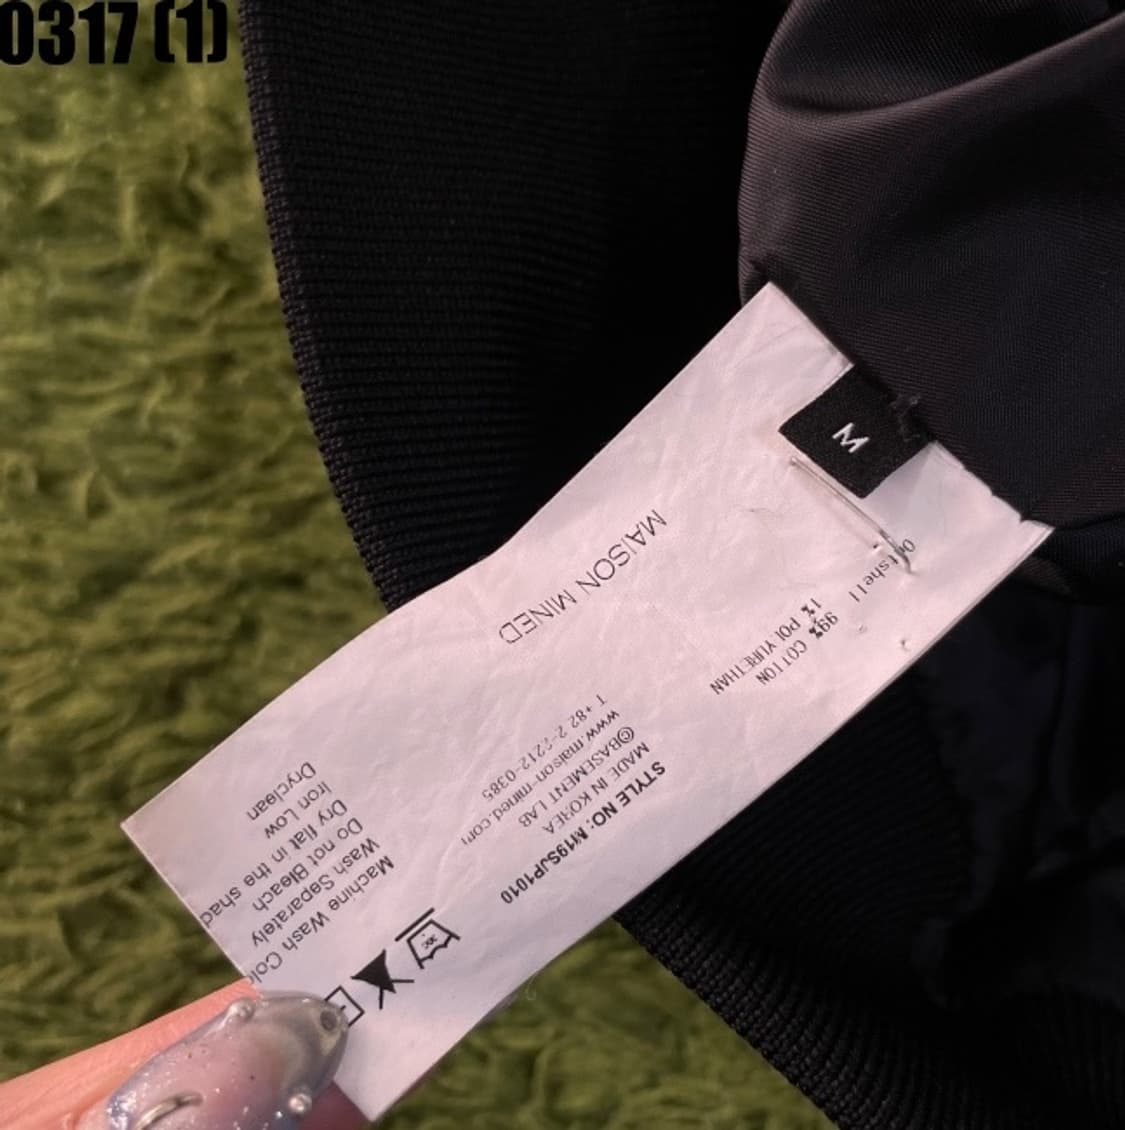 0317 (1)
M
Outshell
99% COTTON
1% POLYURETHAN
MAISON MINED
STYLE NO: M19SJP1010
MADE IN KOREA
©BASEMENT LAB
www.maison-mined.com
T +82 2-2212-0385
Machine Wash Col
Wash Separately
Do not Bleach
Dry flat in the shad
Iron Low
Dryclean